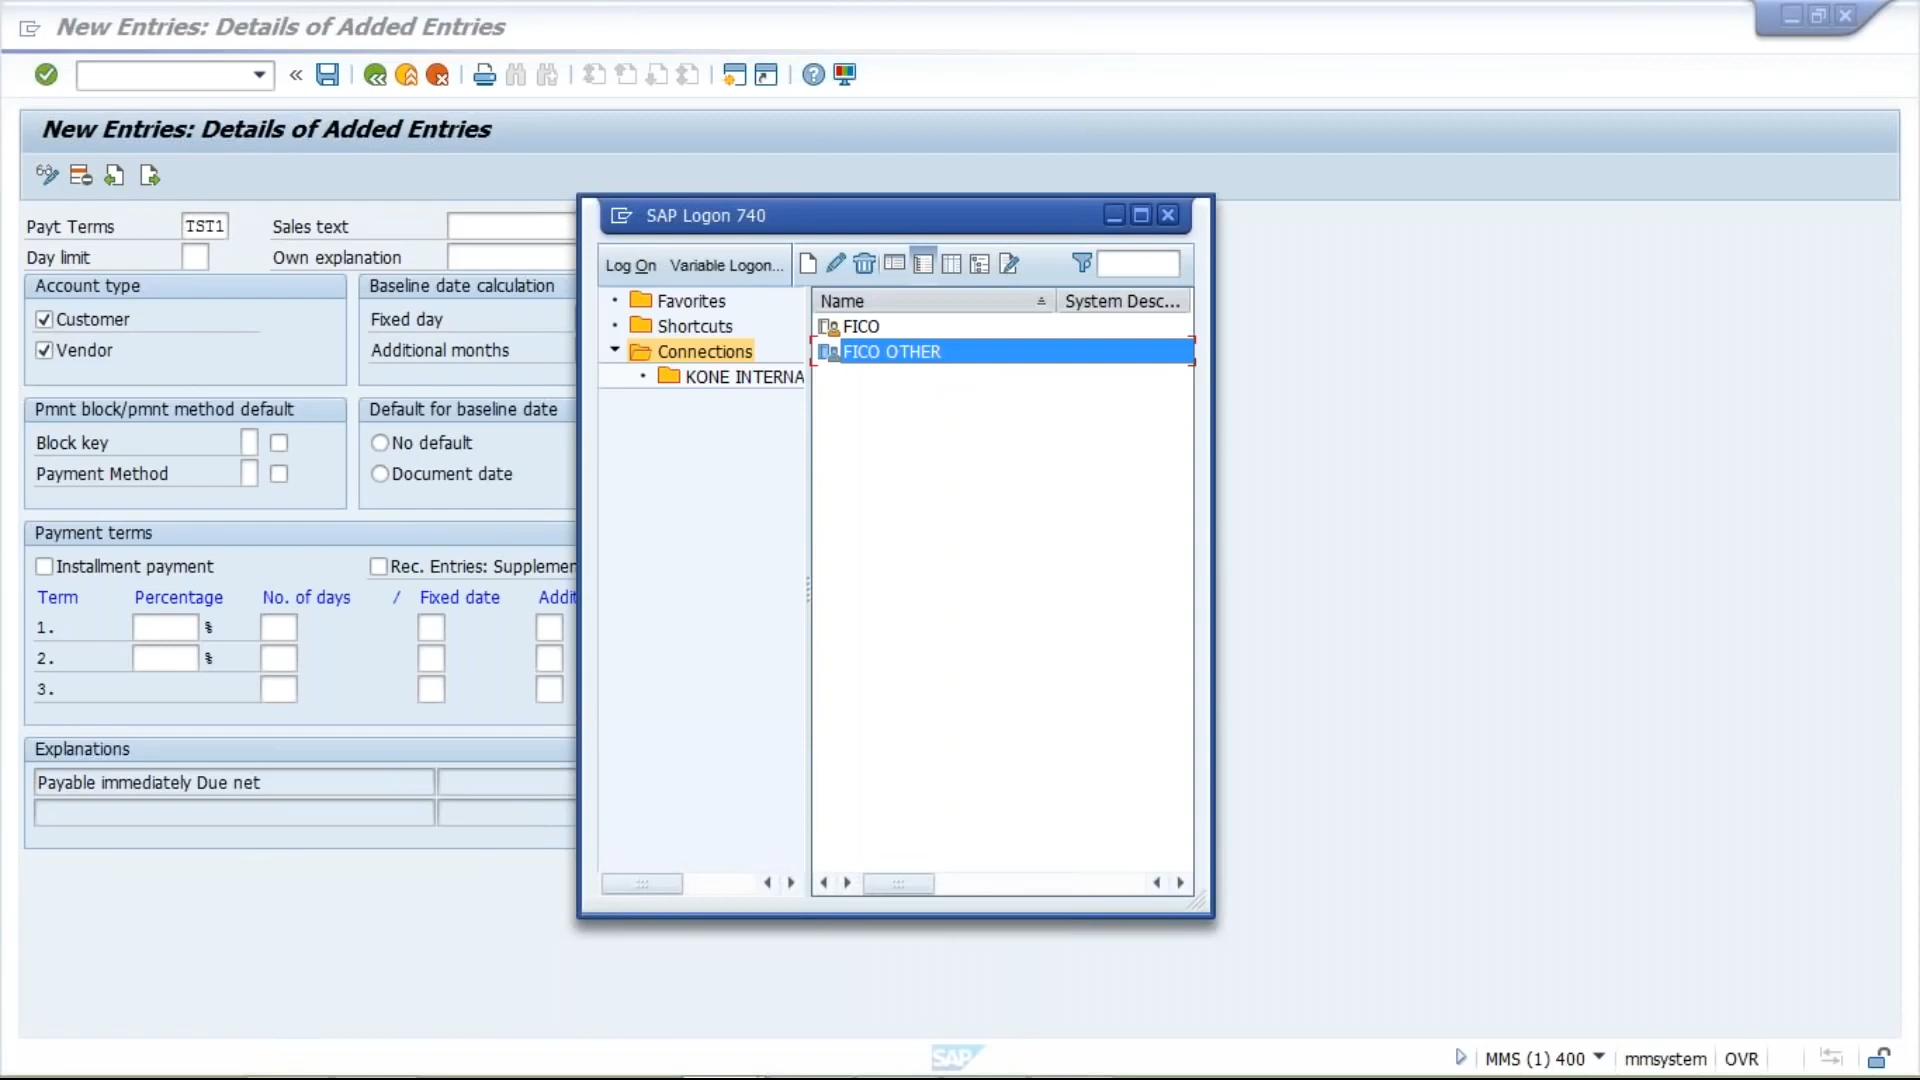 New Entries: Details of Added Entries
New Entries: Details of Added Entries
Payt Terms TST1 Sales text
Day limit Own explanation
Account type
Customer
Vendor
Baseline date calculation
Fixed day
Additional months
Pmnt block/pmnt method default
Block key
Payment Method
Default for baseline date
No default
Document date
Payment terms
Installment payment Rec. Entries: Supplemen
Term Percentage No. of days / Fixed date Addit
1. %
2. %
3.
Explanations
Payable immediately Due net
SAP Logon 740
Log On Variable Logon...
Favorites
Shortcuts
Connections
KONE INTERNA
Name System Desc...
FICO
FICO OTHER
SAP
MMS (1) 400 mmsystem OVR